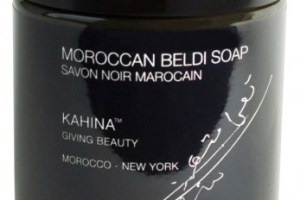 MOROCCAN BELDI SOAP
SAVON NOIR MAROCAIN
KAHINA™
GIVING BEAUTY
MOROCCO - NEW YORK